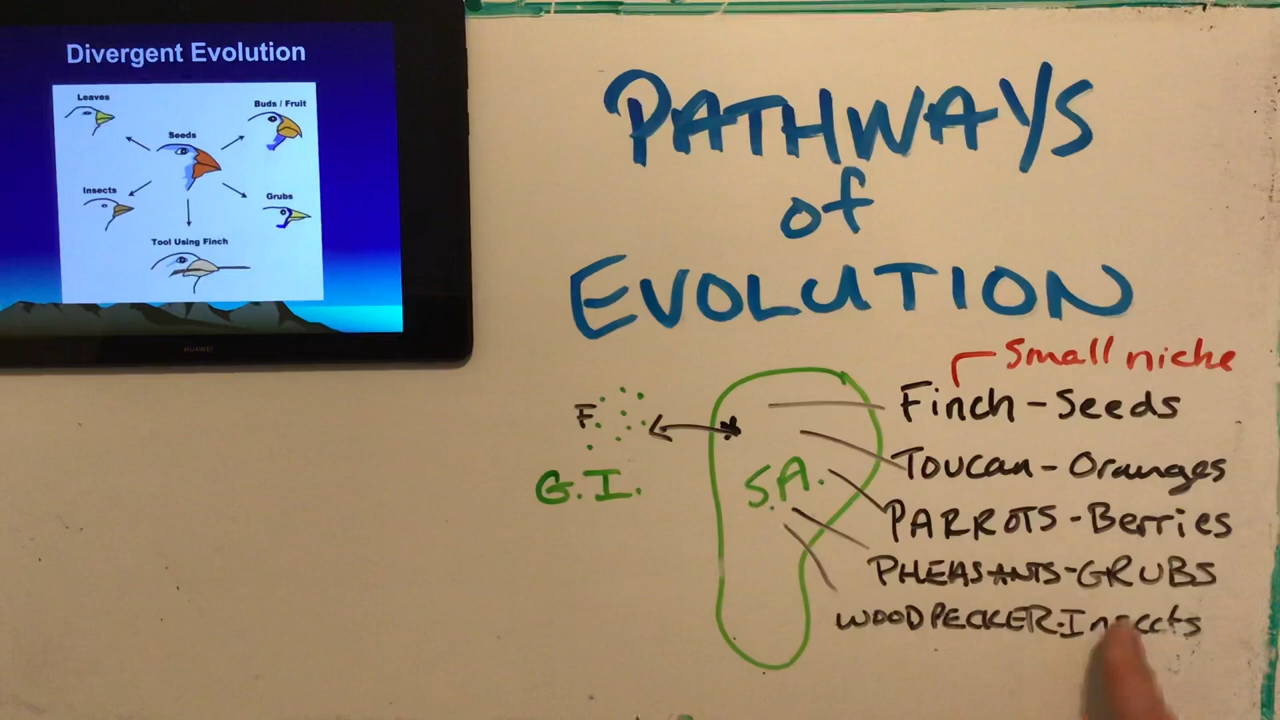 Divergent Evolution
Leaves
Buds / Fruit
Seeds
Insects
Grubs
Tool Using Finch
HUAWEI
PATHWAYS
of
EVOLUTION
Small niche
Finch - Seeds
Toucan - Oranges
PARROTS - Berries
PHEASANTS - GRUBS
WOODPECKER - Insects
F.
G.I.
S.A.